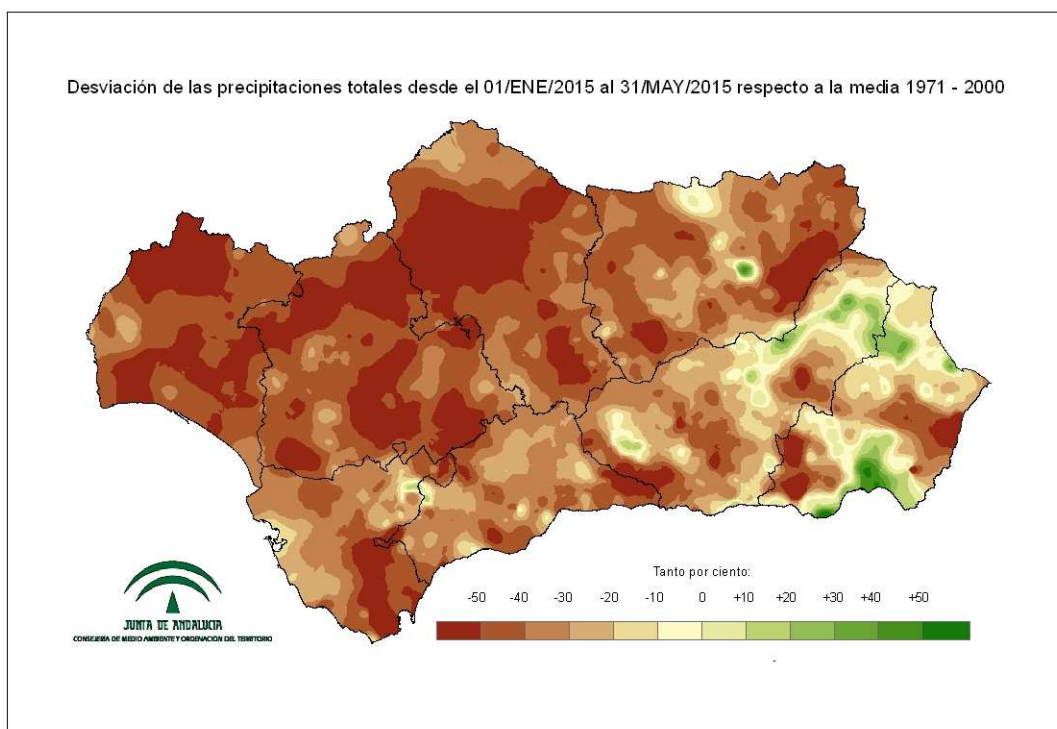 Desviación de las precipitaciones totales desde el 01/ENE/2015 al 31/MAY/2015 respecto a la media 1971 - 2000
Tanto por ciento:
-50 -40 -30 -20 -10 0 +10 +20 +30 +40 +50
JUNTA DE ANDALUCIA
CONSEJERÍA DE MEDIO AMBIENTE Y ORDENACIÓN DEL TERRITORIO